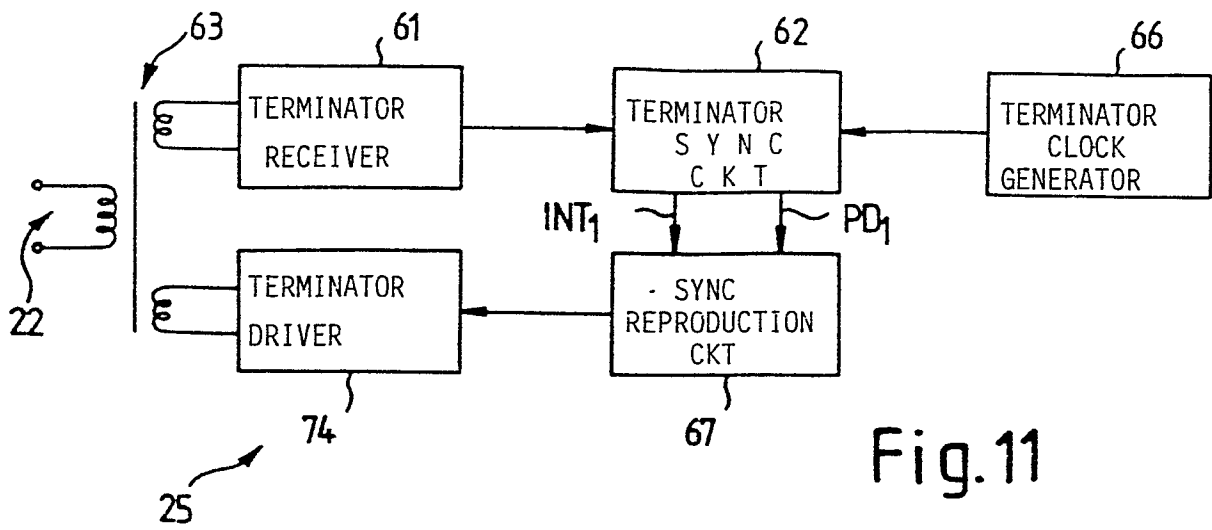 63
61
62
66
TERMINATOR
RECEIVER
TERMINATOR
SYNC
CKT
TERMINATOR
CLOCK
GENERATOR
INT1
PD1
22
TERMINATOR
DRIVER
SYNC
REPRODUCTION
CKT
74
67
25
Fig.11